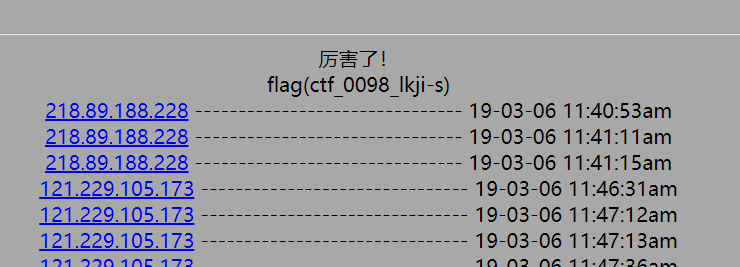 厉害了!
flag(ctf_0098_lkji-s)
218.89.188.228 ------------------------------- 19-03-06 11:40:53am
218.89.188.228 ------------------------------- 19-03-06 11:41:11am
218.89.188.228 ------------------------------- 19-03-06 11:41:15am
121.229.105.173 ------------------------------- 19-03-06 11:46:31am
121.229.105.173 ------------------------------- 19-03-06 11:47:12am
121.229.105.173 ------------------------------- 19-03-06 11:47:13am
121.229.105.173 ------------------------------- 19-03-06 11:47:36am